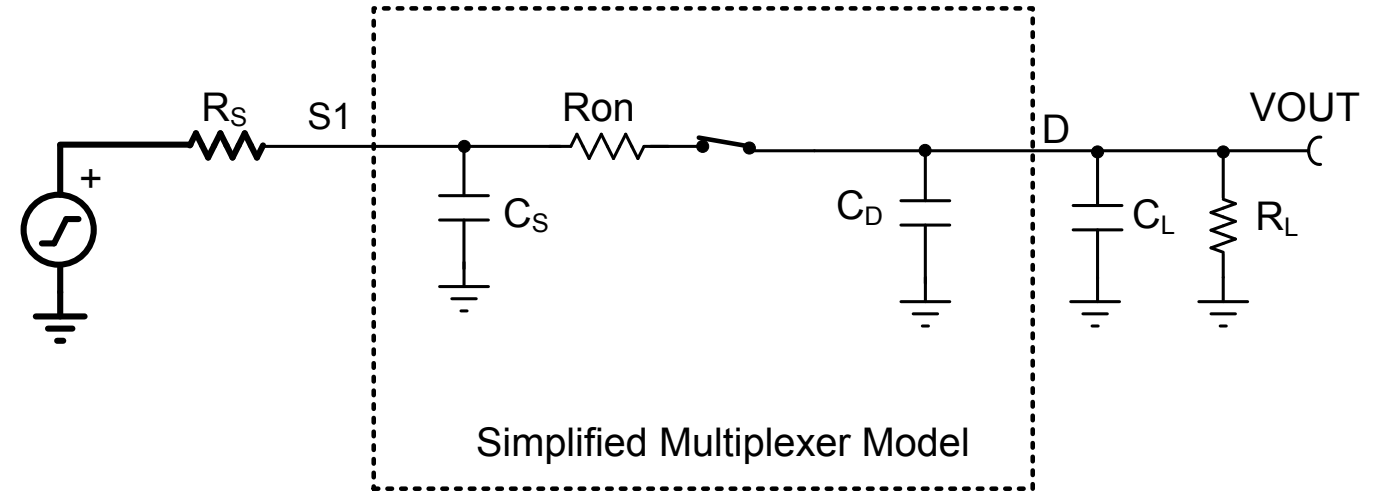 RS
S1
Ron
D
VOUT
+
CS
CD
CL
RL
Simplified Multiplexer Model